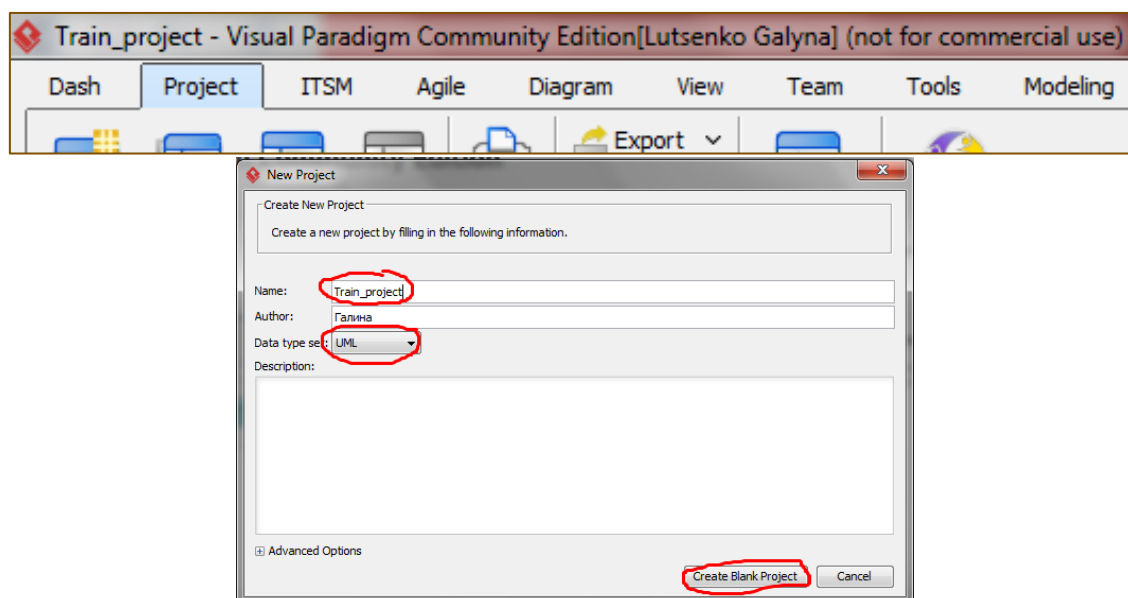 Train_project - Visual Paradigm Community Edition[Lutsenko Galyna] (not for commercial use)
Dash Project ITSM Agile Diagram View Team Tools Modeling
Export
New Project
Create New Project
Create a new project by filling in the following information.
Name: Train_project
Author: Галина
Data type set: UML
Description:
Advanced Options
Create Blank Project Cancel